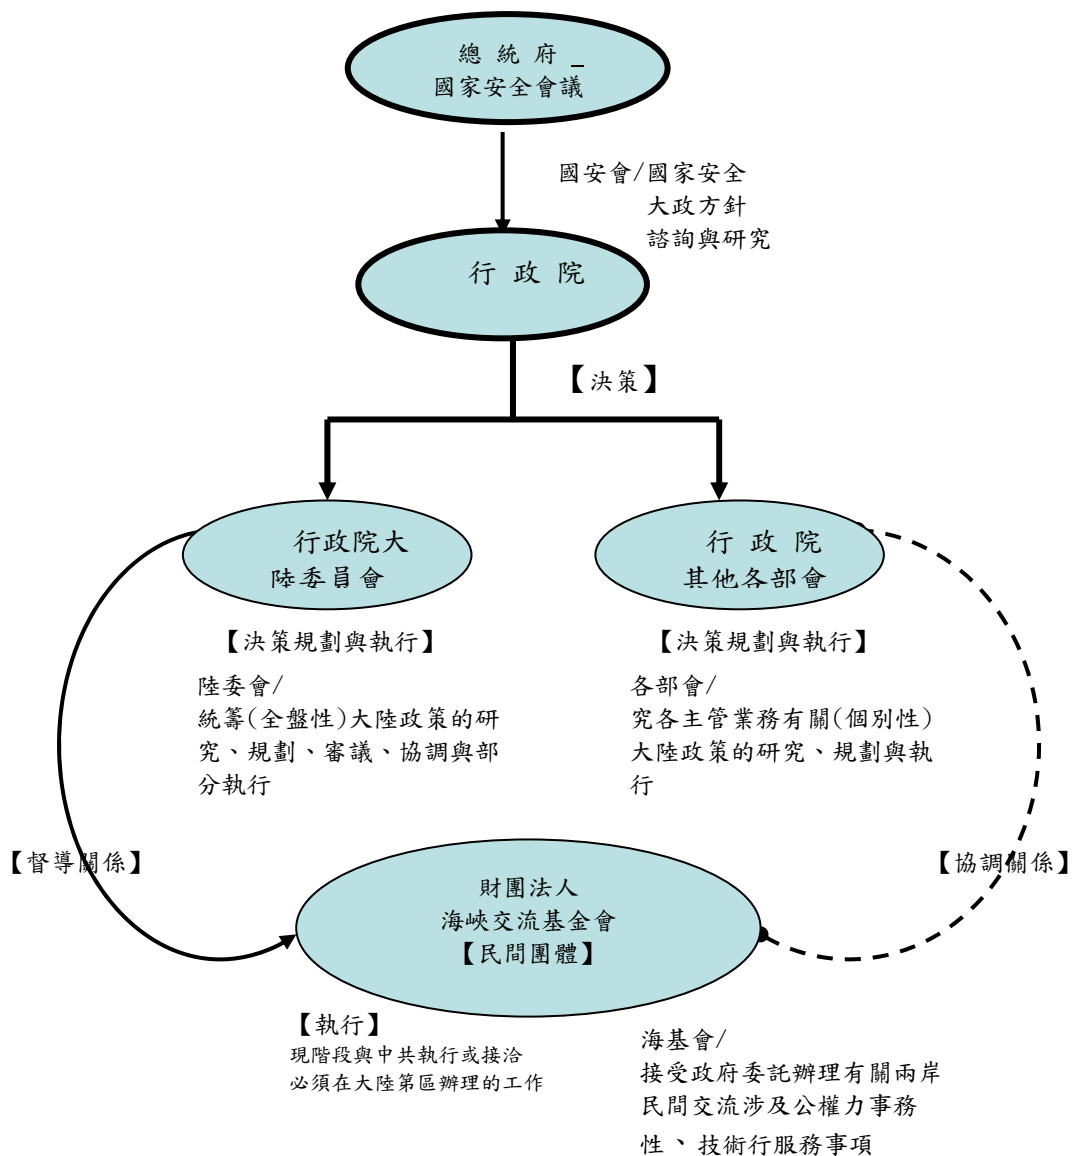 總 統 府 _
國家安全會議
國安會/國家安全
大政方針
諮詢與研究
行 政 院
【決策】
行政院大
陸委員會
行 政 院
其他各部會
【決策規劃與執行】
【決策規劃與執行】
陸委會/
統籌(全盤性)大陸政策的研
究、規劃、審議、協調與部
分執行
各部會/
究各主管業務有關(個別性)
大陸政策的研究、規劃與執
行
【督導關係】
【協調關係】
財團法人
海峽交流基金會
【民間團體】
【執行】
現階段與中共執行或接洽
必須在大陸第區辦理的工作
海基會/
接受政府委託辦理有關兩岸
民間交流涉及公權力事務
性、技術行服務事項